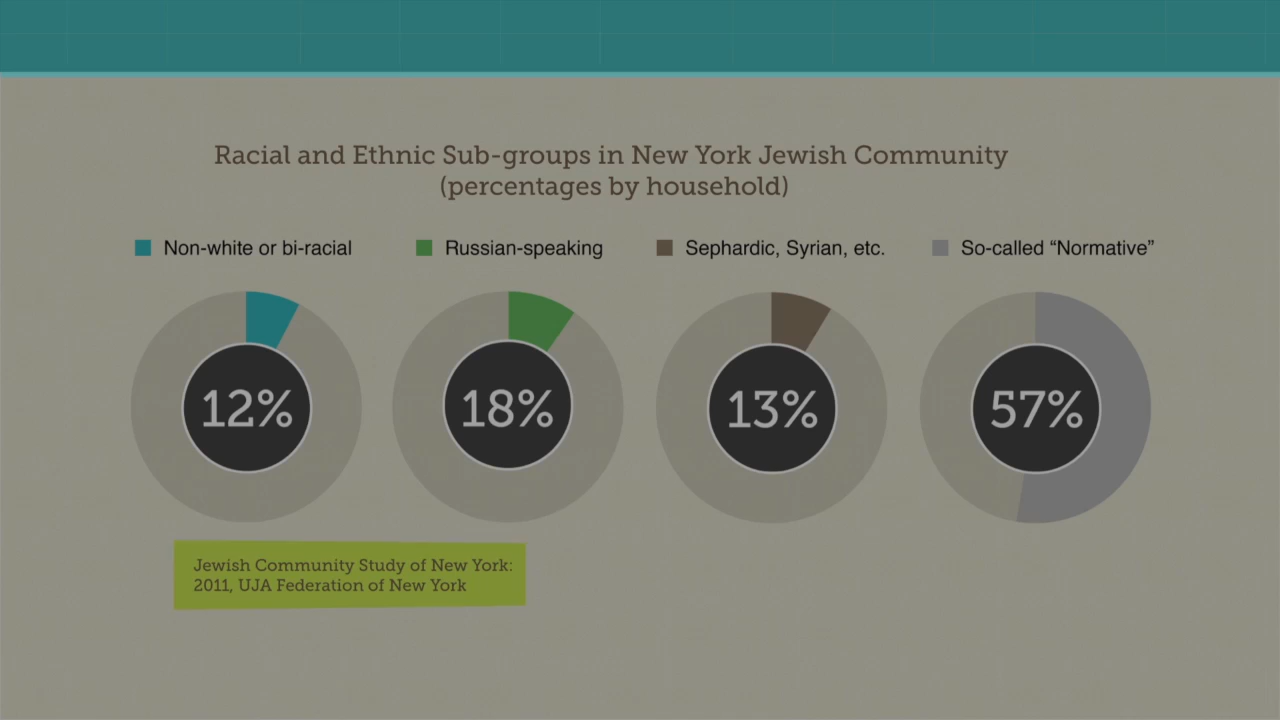 Racial and Ethnic Sub-groups in New York Jewish Community
(percentages by household)
Non-white or bi-racial
Russian-speaking
Sephardic, Syrian, etc.
So-called “Normative”
12%
18%
13%
57%
Jewish Community Study of New York:
2011, UJA Federation of New York